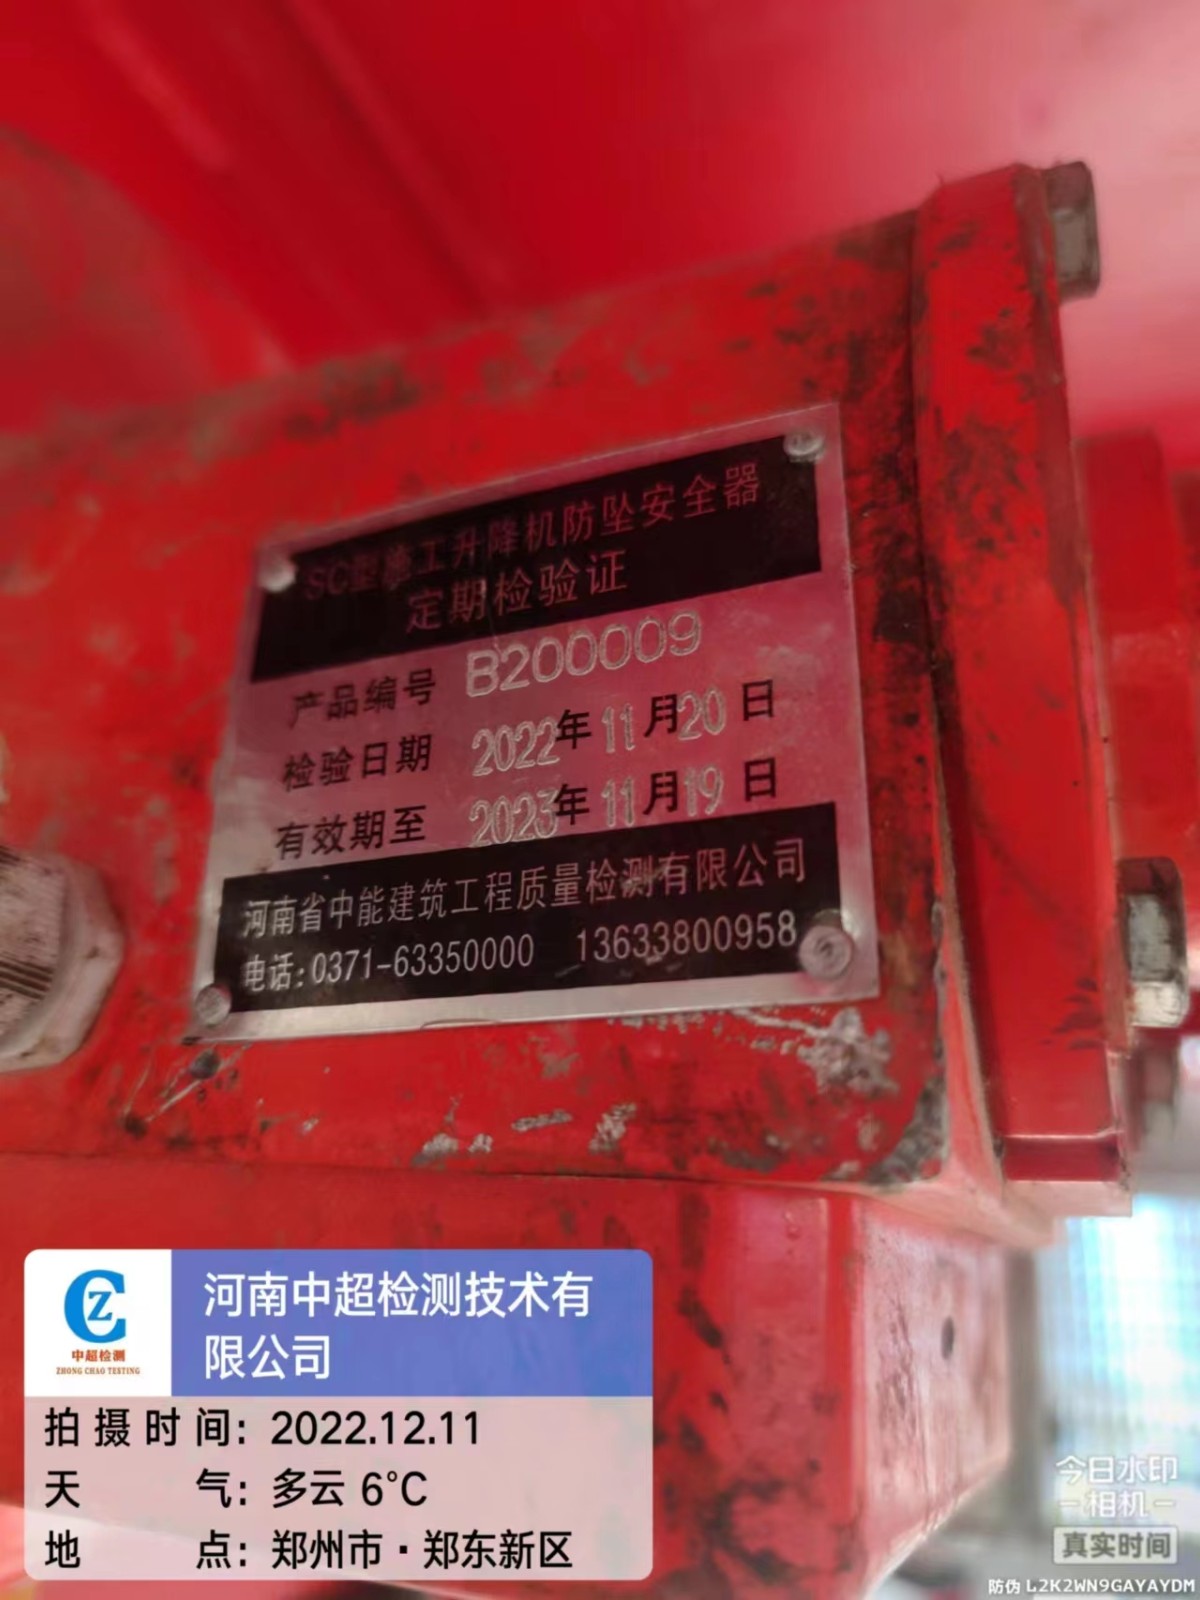 SC型施工升降机防坠安全器
定期检验证
产品编号 B200009
检验日期 2022年11月20日
有效期至 2023年11月19日
河南省中能建筑工程质量检测有限公司
电话:0371-63350000 13633800958
CZ
中超检测
ZHONG CHAO TESTING
河南中超检测技术有
限公司
拍摄时间: 2022.12.11
天气: 多云 6°C
地点: 郑州市·郑东新区
今日水印
相机
真实时间
防伪 L2K2WN9GAYAYDM